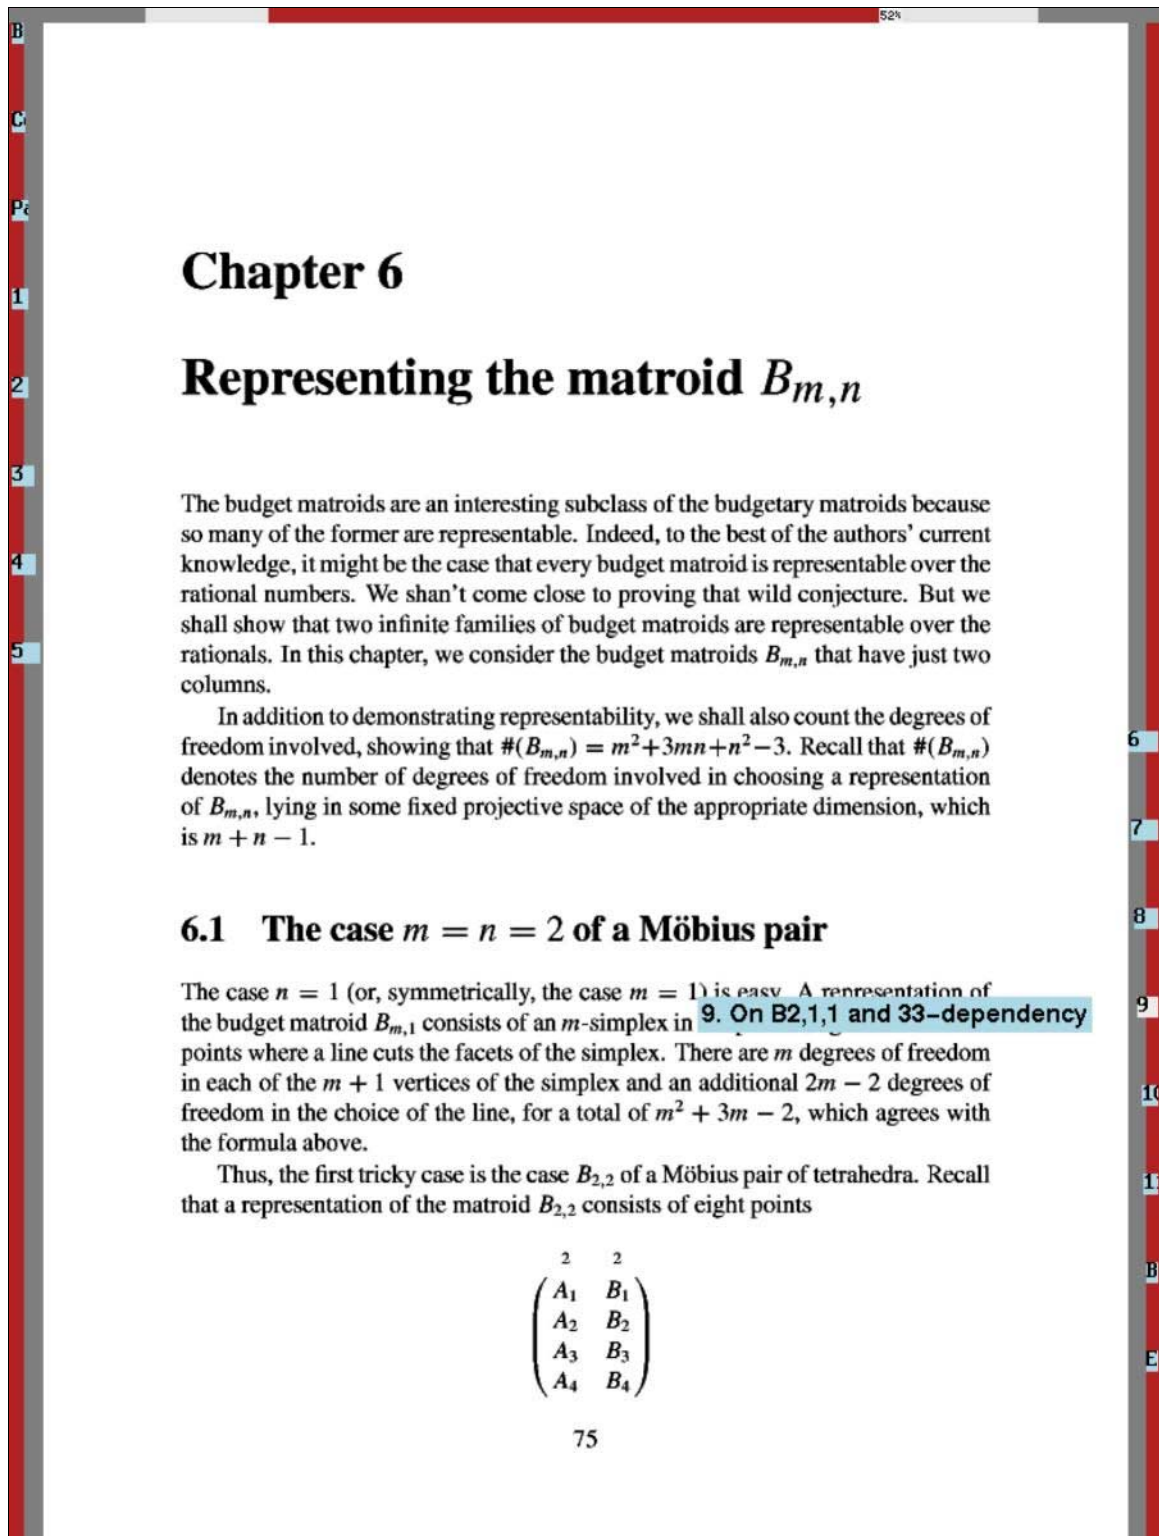 52%
B
C
Pa
1
2
3
4
5
Chapter 6
Representing the matroid Bm,n
The budget matroids are an interesting subclass of the budgetary matroids because
so many of the former are representable. Indeed, to the best of the authors' current
knowledge, it might be the case that every budget matroid is representable over the
rational numbers. We shan't come close to proving that wild conjecture. But we
shall show that two infinite families of budget matroids are representable over the
rationals. In this chapter, we consider the budget matroids Bm,n that have just two
columns.
In addition to demonstrating representability, we shall also count the degrees of
freedom involved, showing that #(Bm,n) = m²+3mn+n²−3. Recall that #(Bm,n)
denotes the number of degrees of freedom involved in choosing a representation
of Bm,n, lying in some fixed projective space of the appropriate dimension, which
is m + n − 1.
6.1 The case m = n = 2 of a Möbius pair
The case n = 1 (or, symmetrically, the case m = 1) is easy. A representation of
the budget matroid Bm,1 consists of an m-simplex in
9. On B2,1,1 and 33-dependency
points where a line cuts the facets of the simplex. There are m degrees of freedom
in each of the m + 1 vertices of the simplex and an additional 2m − 2 degrees of
freedom in the choice of the line, for a total of m² + 3m − 2, which agrees with
the formula above.
Thus, the first tricky case is the case B2,2 of a Möbius pair of tetrahedra. Recall
that a representation of the matroid B2,2 consists of eight points
2 2
A1 B1
A2 B2
A3 B3
A4 B4
75
6
7
8
9
10
11
B
E